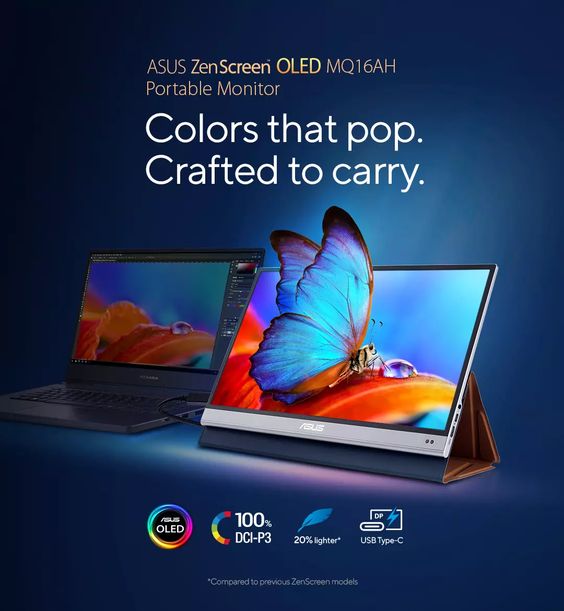 ASUS ZenScreen™ OLED MQ16AH
Portable Monitor
Colors that pop.
Crafted to carry.
ASUS
ASUS
OLED
100%
DCI-P3
20% lighter*
DP
USB Type-C
*Compared to previous ZenScreen models